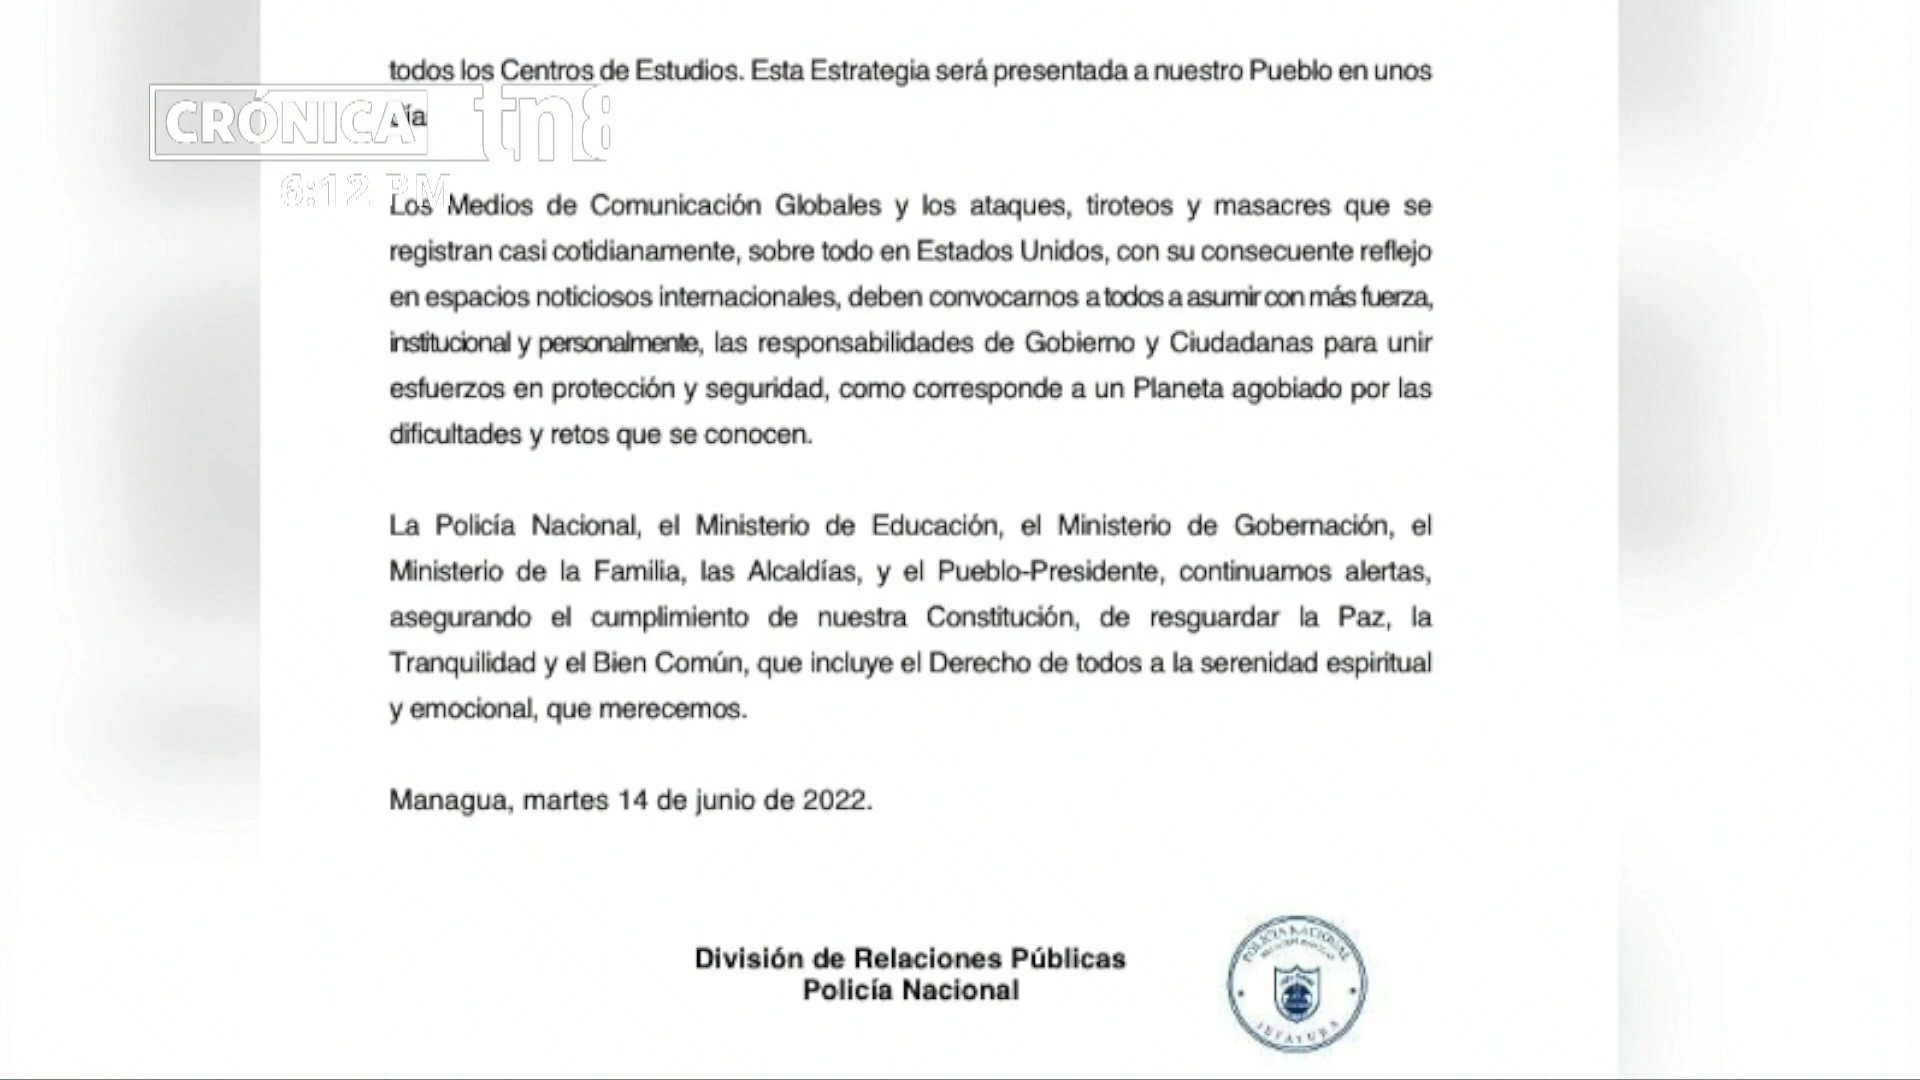 todos los Centros de Estudios. Esta Estrategia será presentada a nuestro Pueblo en unos
CRÓNICA tn8
6:12 PM
Los Medios de Comunicación Globales y los ataques, tiroteos y masacres que se
registran casi cotidianamente, sobre todo en Estados Unidos, con su consecuente reflejo
en espacios noticiosos internacionales, deben convocarnos a todos a asumir con más fuerza,
institucional y personalmente, las responsabilidades de Gobierno y Ciudadanas para unir
esfuerzos en protección y seguridad, como corresponde a un Planeta agobiado por las
dificultades y retos que se conocen.
La Policía Nacional, el Ministerio de Educación, el Ministerio de Gobernación, el
Ministerio de la Familia, las Alcaldías, y el Pueblo-Presidente, continuamos alertas,
asegurando el cumplimiento de nuestra Constitución, de resguardar la Paz, la
Tranquilidad y el Bien Común, que incluye el Derecho de todos a la serenidad espiritual
y emocional, que merecemos.
Managua, martes 14 de junio de 2022.
División de Relaciones Públicas
Policía Nacional
POLICIA NACIONAL
JEFATURA